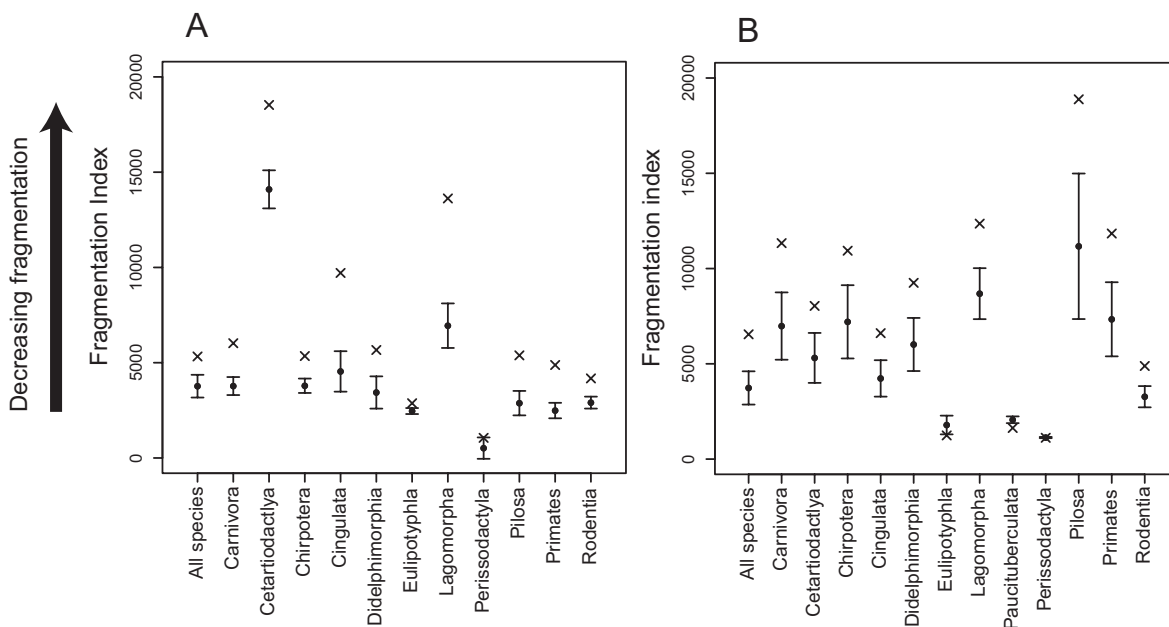 A
B
Decreasing fragmentation
Fragmentation Index
20000
15000
10000
5000
0
All species
Carnivora
Cetartiodactlya
Chirpotera
Cingulata
Didelphimorphia
Eulipotyphla
Lagomorpha
Perissodactyla
Pilosa
Primates
Rodentia
Fragmentation index
20000
15000
10000
5000
0
All species
Carnivora
Cetartiodactlya
Chirpotera
Cingulata
Didelphimorphia
Eulipotyphla
Lagomorpha
Paucituberculata
Perissodactyla
Pilosa
Primates
Rodentia